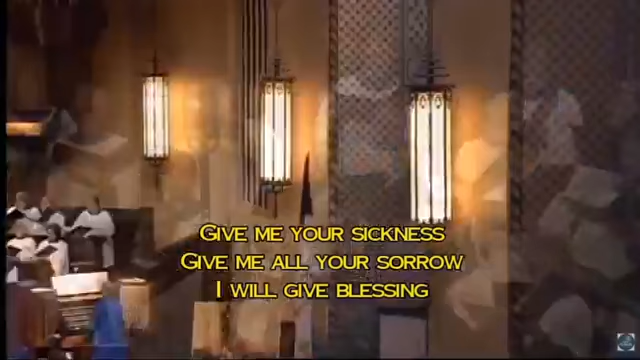 GIVE ME YOUR SICKNESS
GIVE ME ALL YOUR SORROW
I WILL GIVE BLESSING